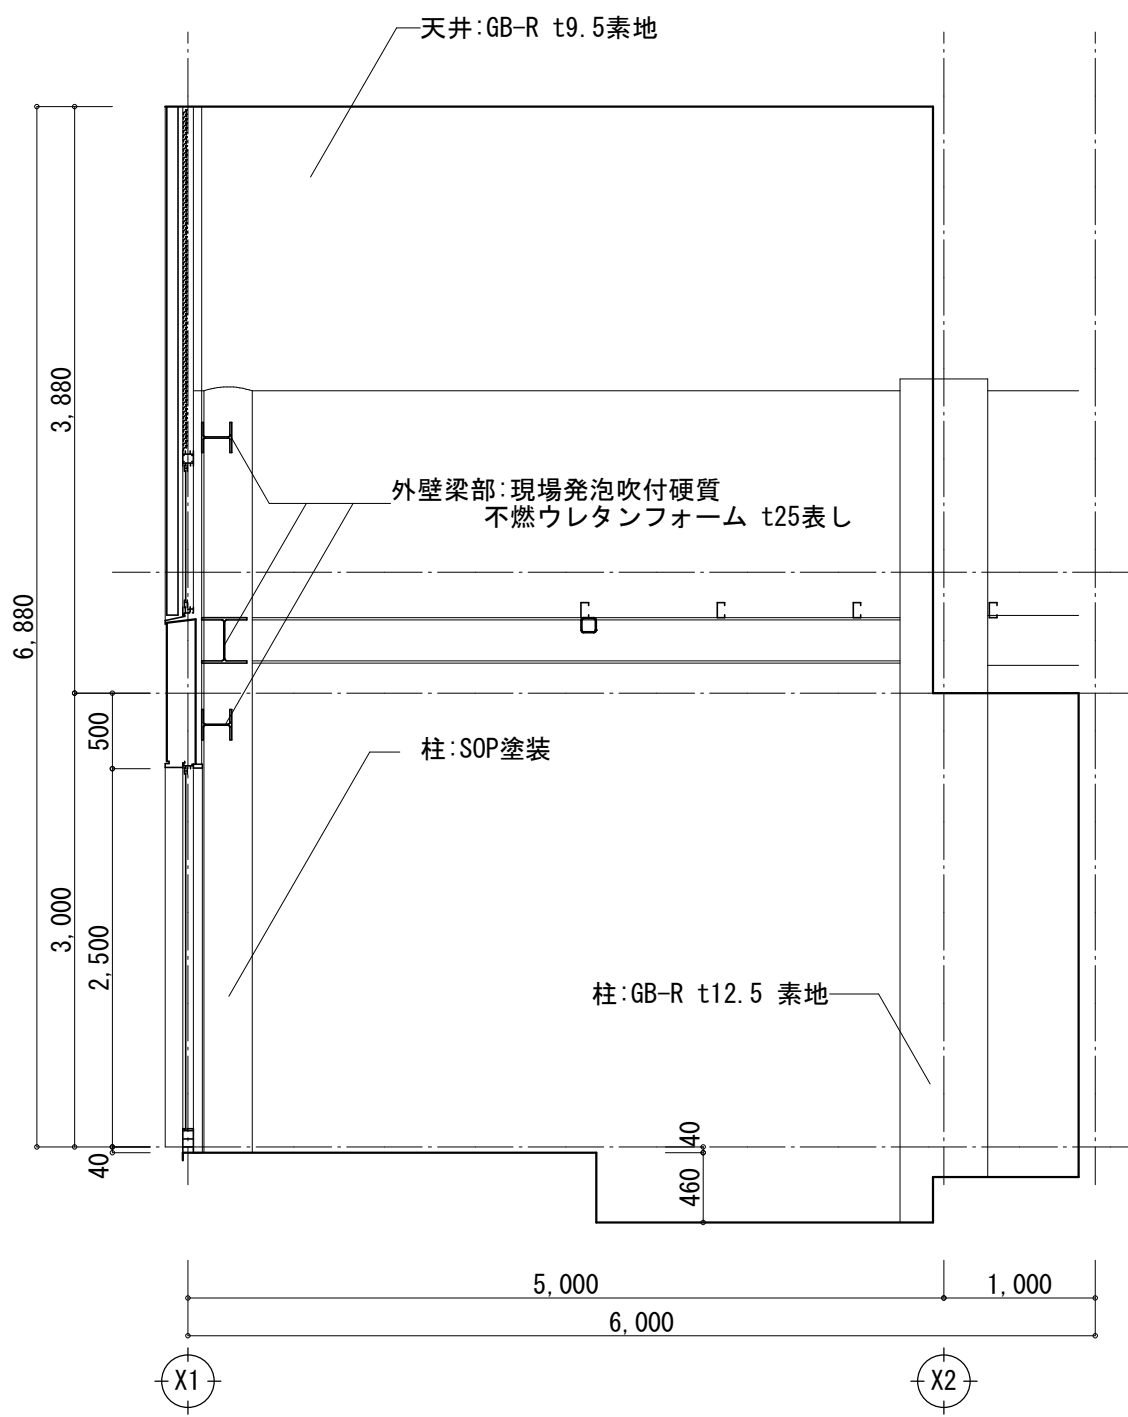 天井:GB-R t9.5素地
3,880
外壁梁部:現場発泡吹付硬質
不燃ウレタンフォーム t25表し
6,880
500
柱:SOP塗装
3,000
2,500
柱:GB-R t12.5 素地
40
40
460
5,000
1,000
6,000
X1
X2